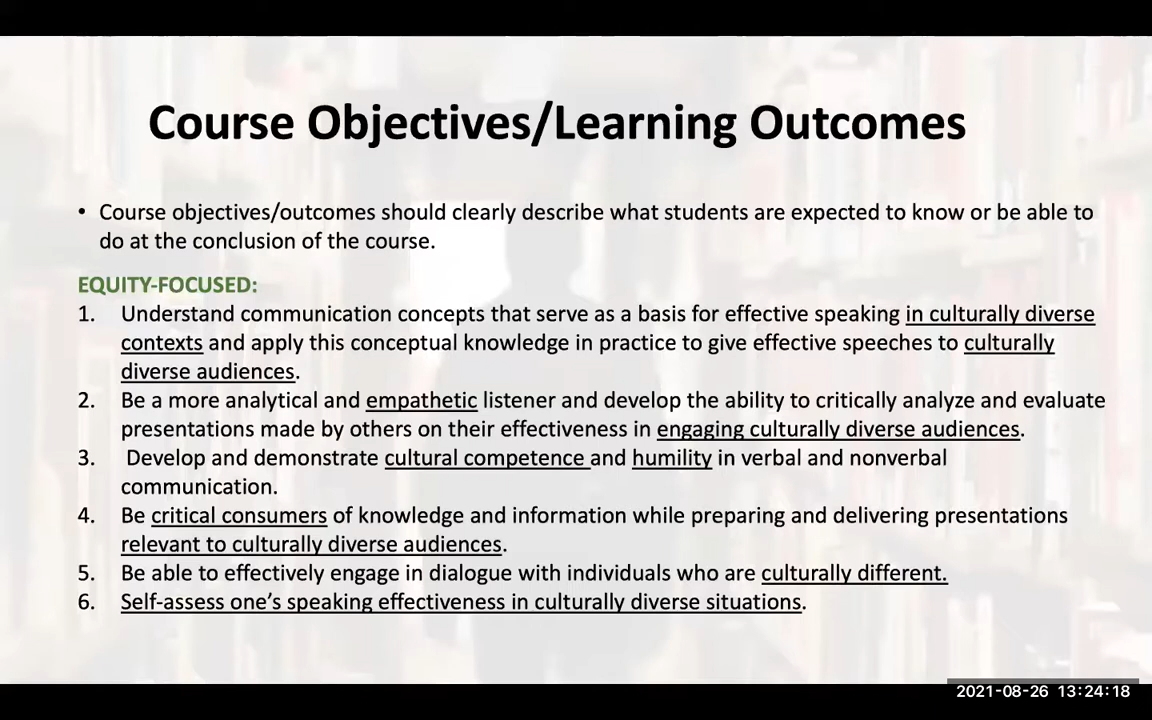 Course Objectives/Learning Outcomes
• Course objectives/outcomes should clearly describe what students are expected to know or be able to
do at the conclusion of the course.
EQUITY-FOCUSED:
1. Understand communication concepts that serve as a basis for effective speaking in culturally diverse
contexts and apply this conceptual knowledge in practice to give effective speeches to culturally
diverse audiences.
2. Be a more analytical and empathetic listener and develop the ability to critically analyze and evaluate
presentations made by others on their effectiveness in engaging culturally diverse audiences.
3. Develop and demonstrate cultural competence and humility in verbal and nonverbal
communication.
4. Be critical consumers of knowledge and information while preparing and delivering presentations
relevant to culturally diverse audiences.
5. Be able to effectively engage in dialogue with individuals who are culturally different.
6. Self-assess one’s speaking effectiveness in culturally diverse situations.
2021-08-26 13:24:18